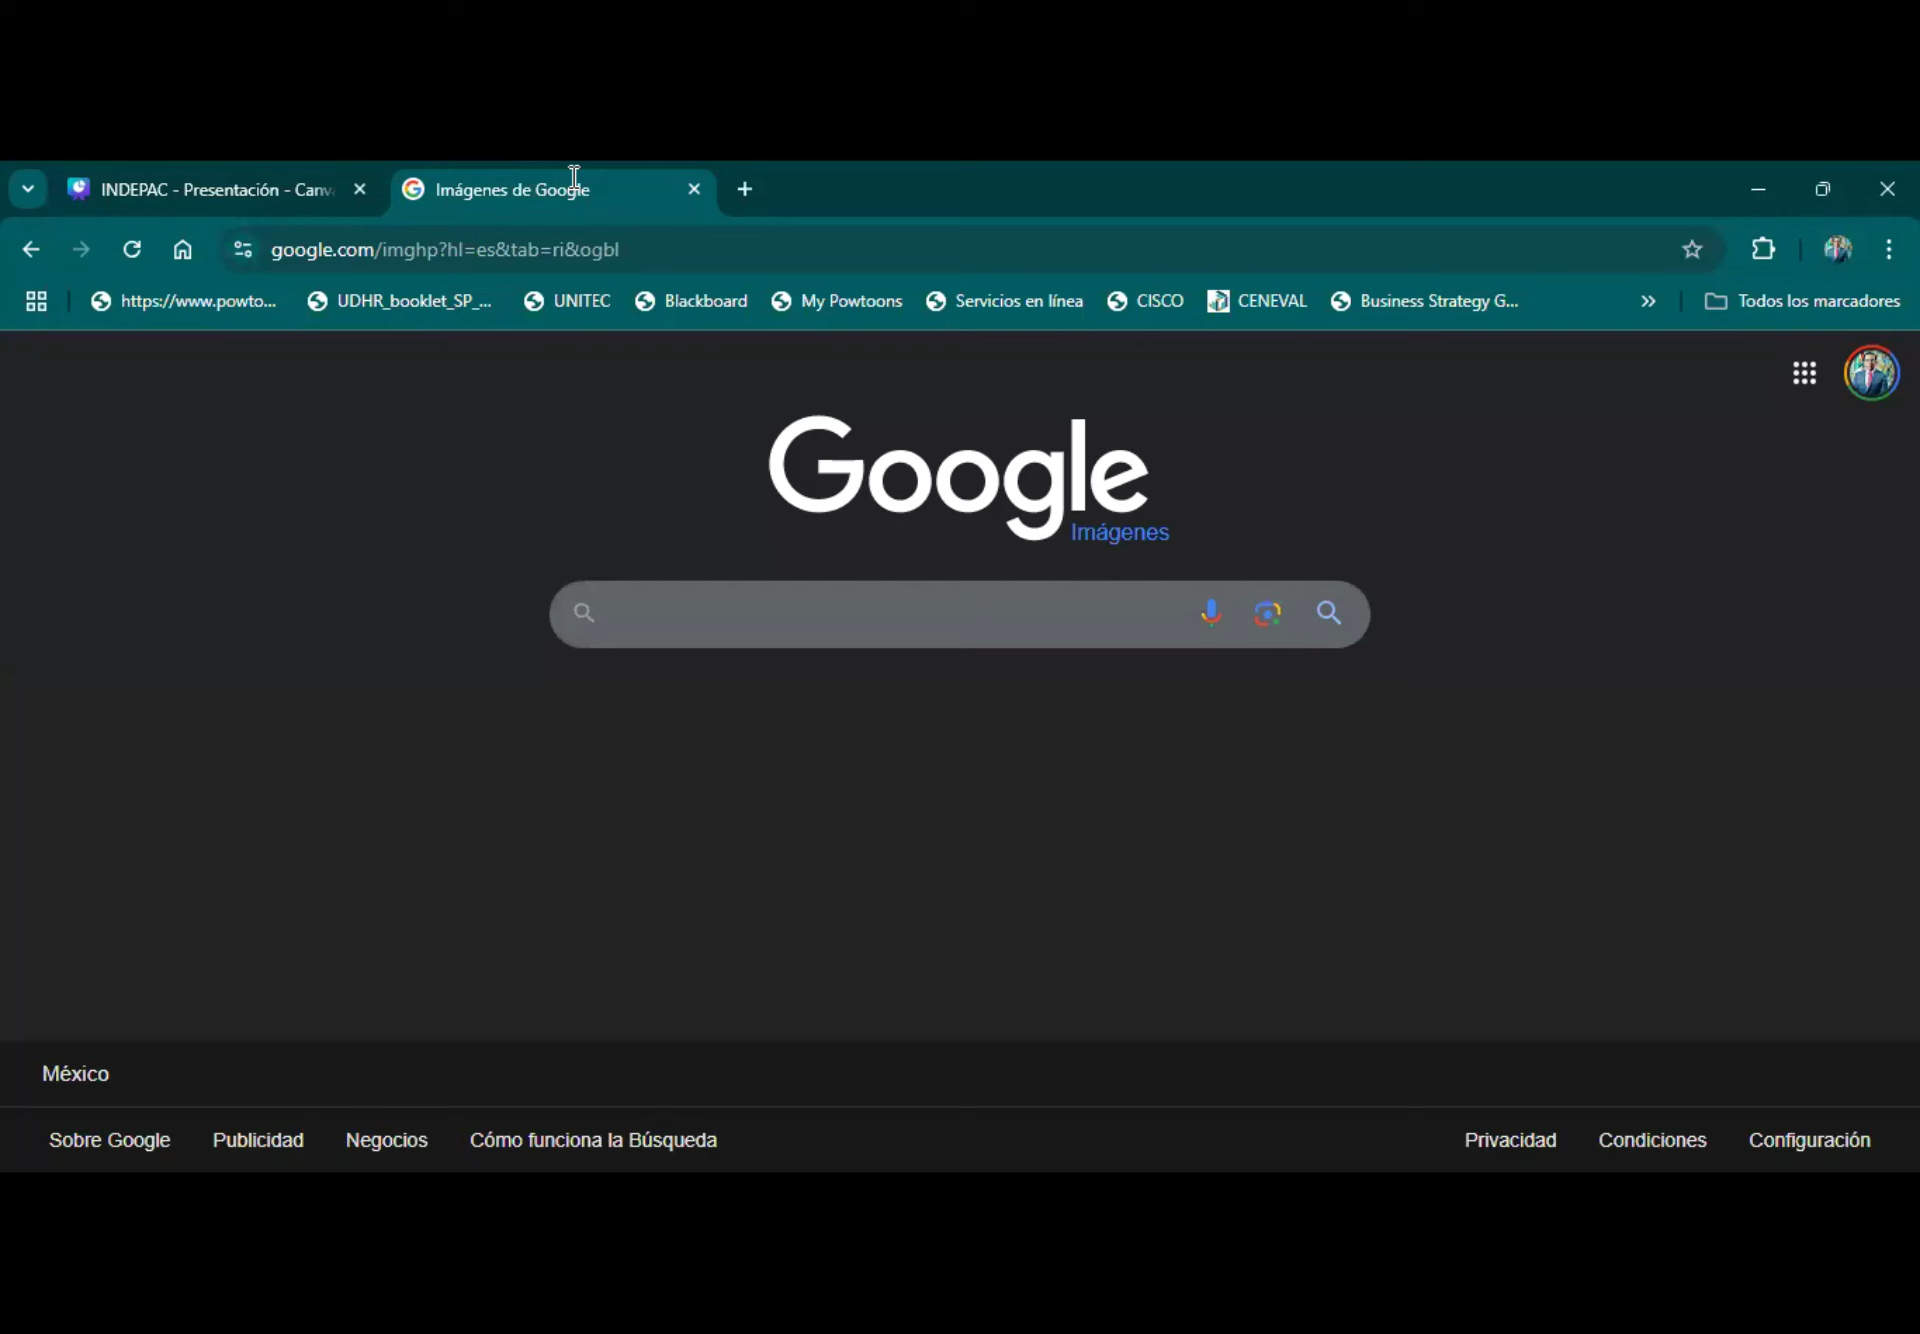 INDEPAC - Presentación - Canv
Imágenes de Google
google.com/imghp?hl=es&tab=ri&ogbl
https://www.powto... UDHR_booklet_SP_... UNITEC Blackboard My Powtoons Servicios en línea CISCO CENEVAL Business Strategy G... Todos los marcadores
Google
Imágenes
México
Sobre Google Publicidad Negocios Cómo funciona la Búsqueda Privacidad Condiciones Configuración